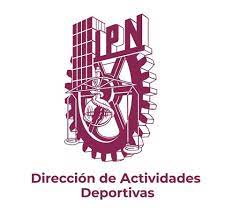 IPN
Dirección de Actividades
Deportivas